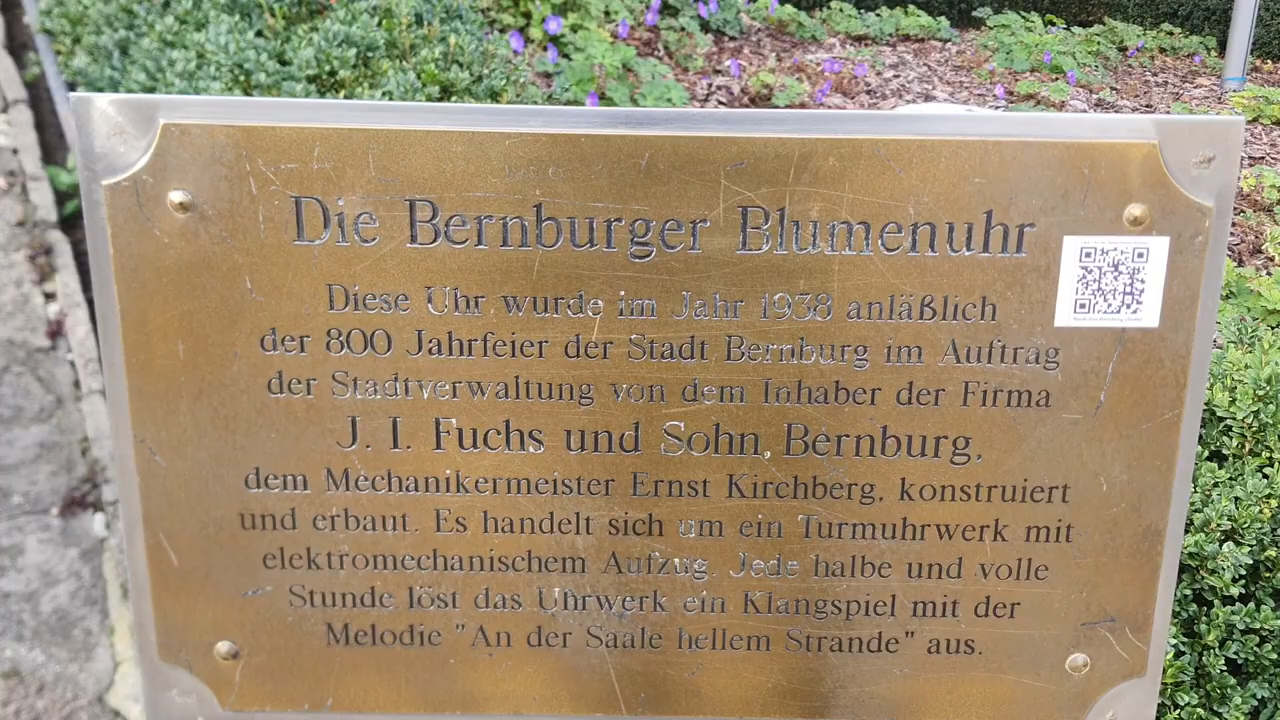 Die Bernburger Blumenuhr
Diese Uhr wurde im Jahr 1938 anläßlich
der 800 Jahrfeier der Stadt Bernburg im Auftrag
der Stadtverwaltung von dem Inhaber der Firma
J. I. Fuchs und Sohn, Bernburg,
dem Mechanikermeister Ernst Kirchberg, konstruiert
und erbaut. Es handelt sich um ein Turmuhrwerk mit
elektromechanischem Aufzug. Jede halbe und volle
Stunde löst das Uhrwerk ein Klangspiel mit der
Melodie "An der Saale hellem Strande" aus.